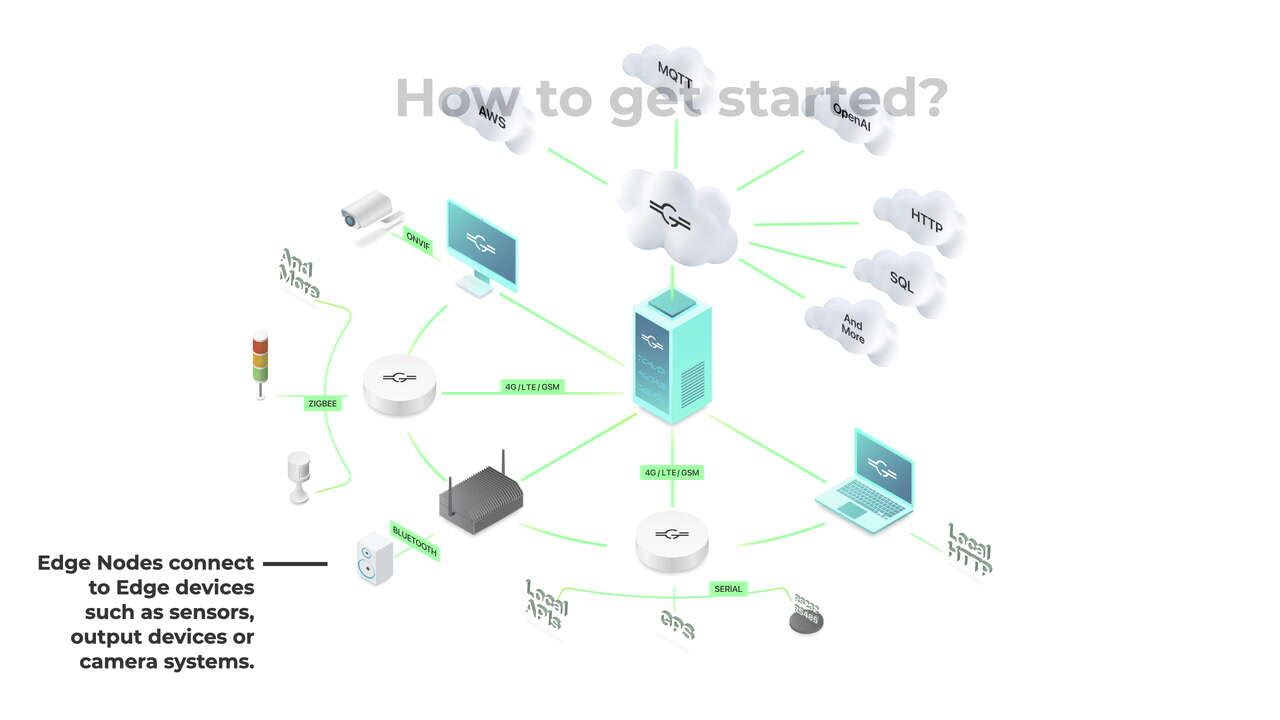 How to get started?
MQTT
AWS
OpenAI
HTTP
SQL
And
More
ONVIF
And
More
4G / LTE / GSM
ZIGBEE
4G / LTE / GSM
BLUETOOTH
Local
HTTP
Edge Nodes connect
to Edge devices
such as sensors,
output devices or
camera systems.
SERIAL
Local
APIs
GPS
RS485